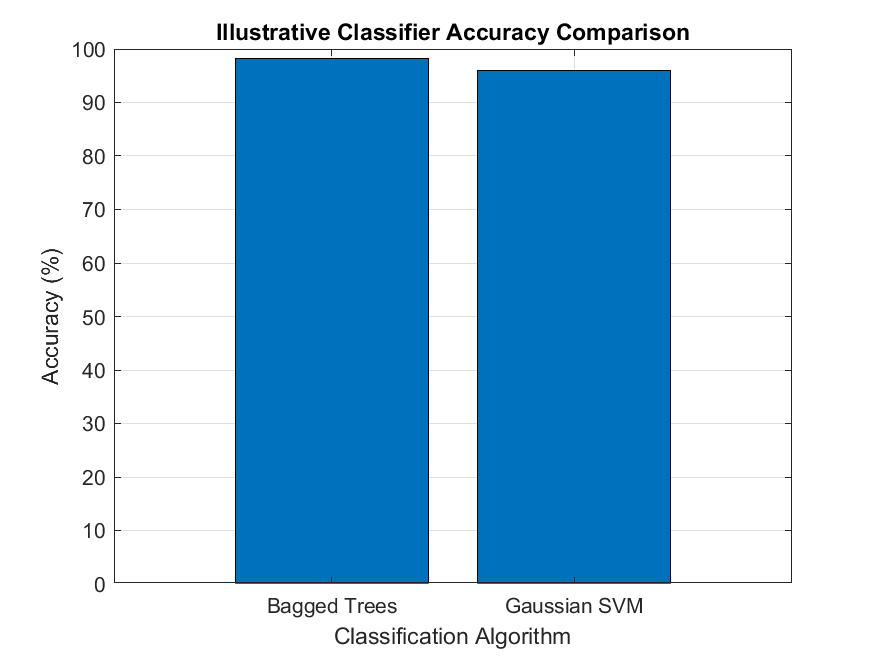 Illustrative Classifier Accuracy Comparison
100
90
80
70
60
50
40
30
20
10
0
Accuracy (%)
Bagged Trees
Gaussian SVM
Classification Algorithm